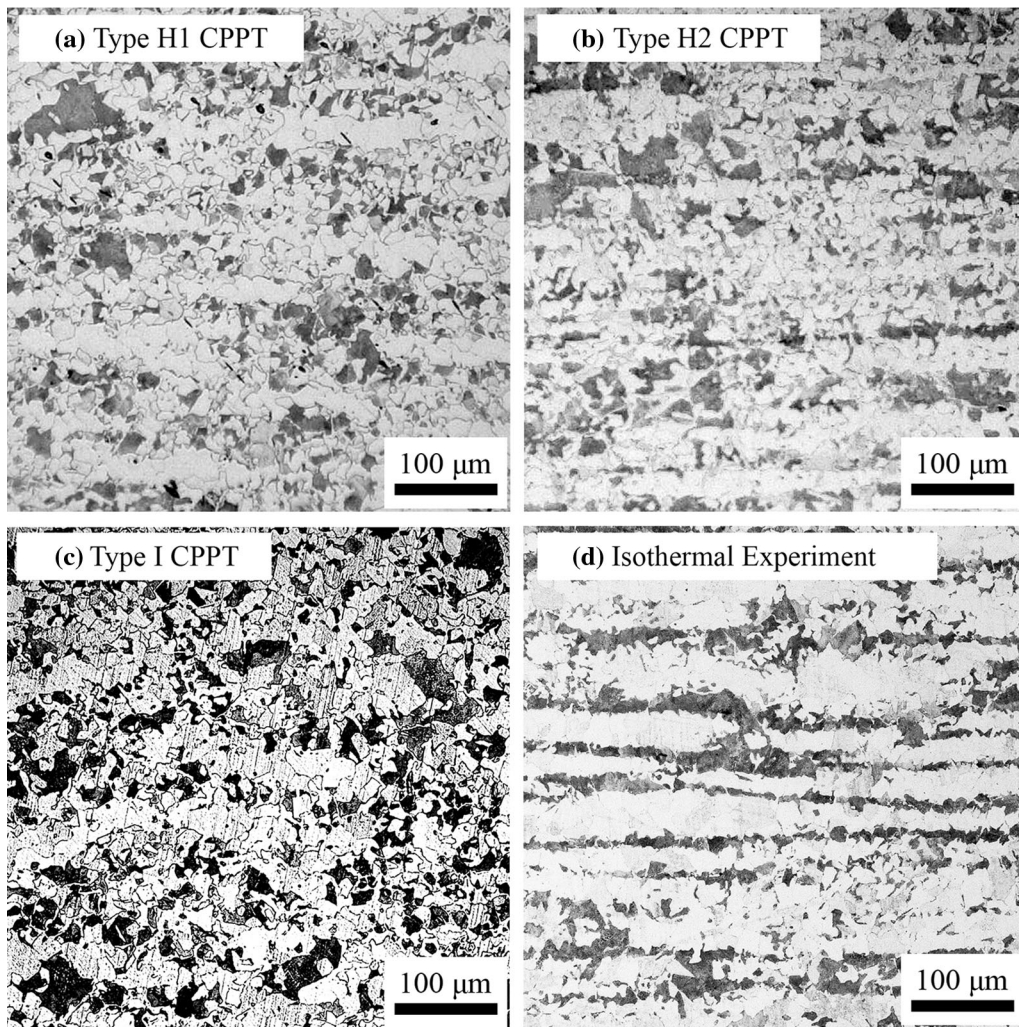 (a) Type H1 CPPT
100 μm
(b) Type H2 CPPT
100 μm
(c) Type I CPPT
100 μm
(d) Isothermal Experiment
100 μm